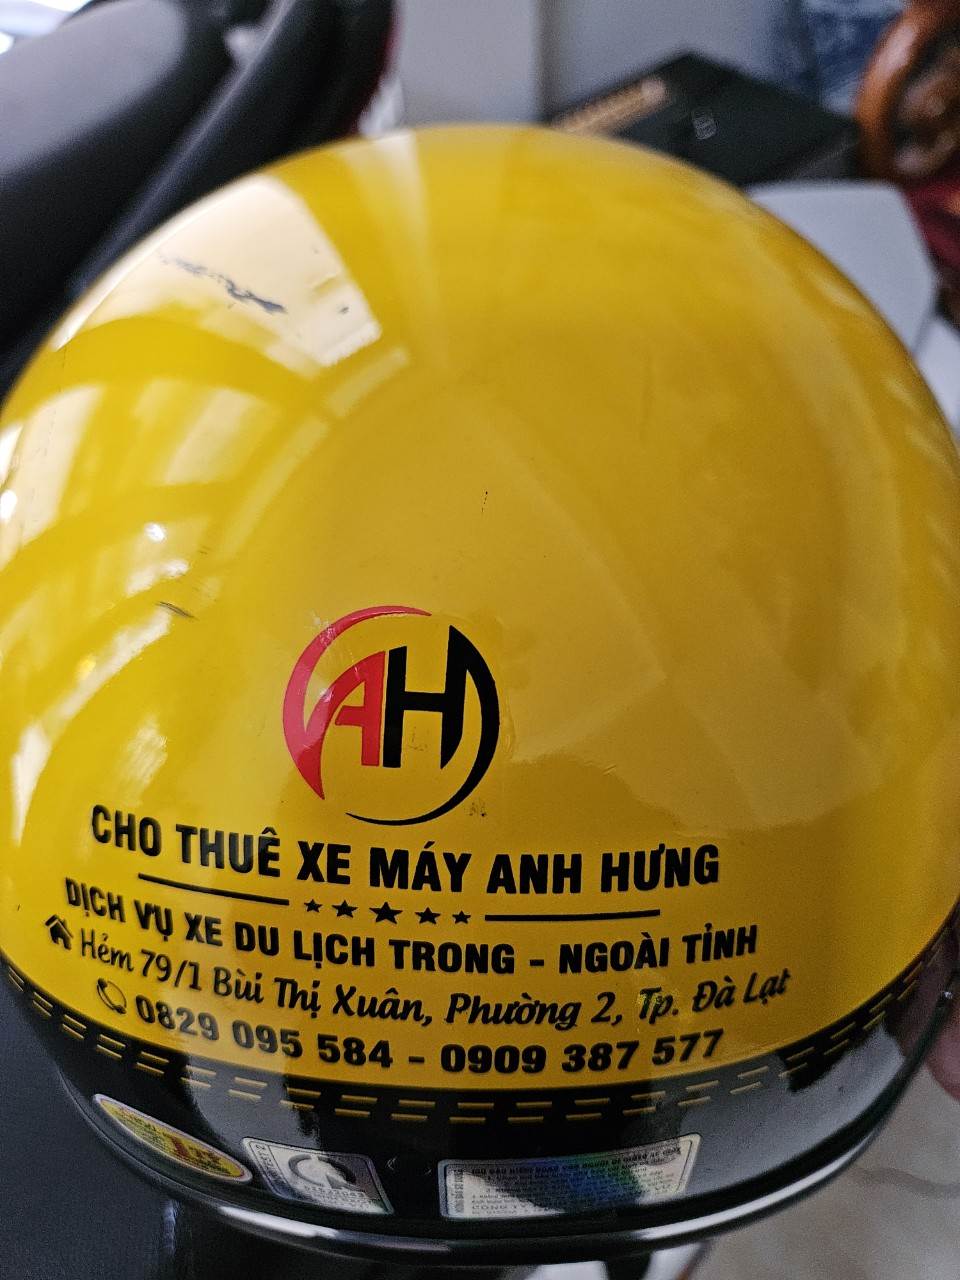 AH
CHO THUÊ XE MÁY ANH HƯNG
DỊCH VỤ XE DU LỊCH TRONG - NGOÀI TỈNH
Hẻm 79/1 Bùi Thị Xuân, Phường 2, Tp. Đà Lạt
0829 095 584 - 0909 387 577